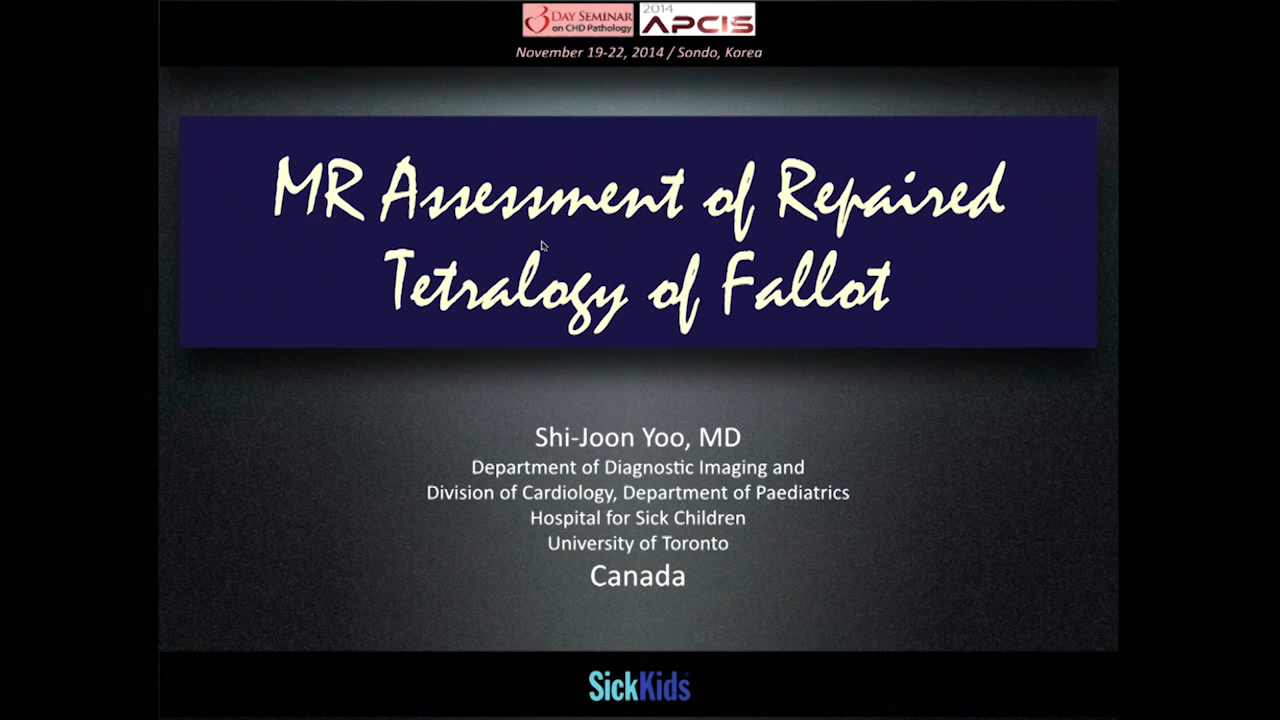 3 DAY SEMINAR
on CHD Pathology
2014
APCIS
November 19-22, 2014 / Sondo, Korea
MR Assessment of Repaired
Tetralogy of Fallot
Shi-Joon Yoo, MD
Department of Diagnostic Imaging and
Division of Cardiology, Department of Paediatrics
Hospital for Sick Children
University of Toronto
Canada
SickKids